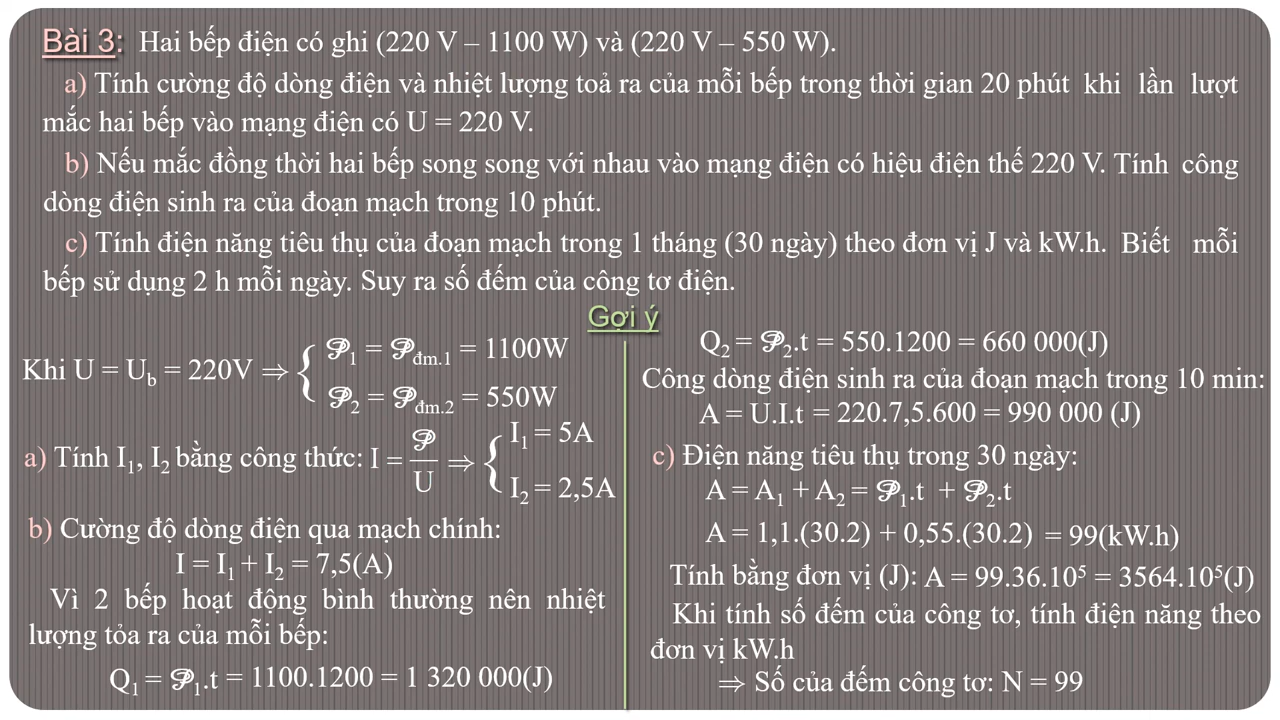 Bài 3: Hai bếp điện có ghi (220 V – 1100 W) và (220 V – 550 W).
a) Tính cường độ dòng điện và nhiệt lượng toả ra của mỗi bếp trong thời gian 20 phút khi lần lượt
mắc hai bếp vào mạng điện có U = 220 V.
b) Nếu mắc đồng thời hai bếp song song với nhau vào mạng điện có hiệu điện thế 220 V. Tính công
dòng điện sinh ra của đoạn mạch trong 10 phút.
c) Tính điện năng tiêu thụ của đoạn mạch trong 1 tháng (30 ngày) theo đơn vị J và kW.h. Biết mỗi
bếp sử dụng 2 h mỗi ngày. Suy ra số đếm của công tơ điện.
Gợi ý
Khi U = U_b = 220V ⇒ { 𝒫₁ = 𝒫_đm.1 = 1100W
𝒫₂ = 𝒫_đm.2 = 550W
a) Tính I₁, I₂ bằng công thức: I = 𝒫/U ⇒ { I₁ = 5A
I₂ = 2,5A
b) Cường độ dòng điện qua mạch chính:
I = I₁ + I₂ = 7,5(A)
Vì 2 bếp hoạt động bình thường nên nhiệt
lượng tỏa ra của mỗi bếp:
Q₁ = 𝒫₁.t = 1100.1200 = 1 320 000(J)
Q₂ = 𝒫₂.t = 550.1200 = 660 000(J)
Công dòng điện sinh ra của đoạn mạch trong 10 min:
A = U.I.t = 220.7,5.600 = 990 000 (J)
c) Điện năng tiêu thụ trong 30 ngày:
A = A₁ + A₂ = 𝒫₁.t + 𝒫₂.t
A = 1,1.(30.2) + 0,55.(30.2) = 99(kW.h)
Tính bằng đơn vị (J): A = 99.36.10⁵ = 3564.10⁵(J)
Khi tính số đếm của công tơ, tính điện năng theo
đơn vị kW.h
⇒ Số của đếm công tơ: N = 99